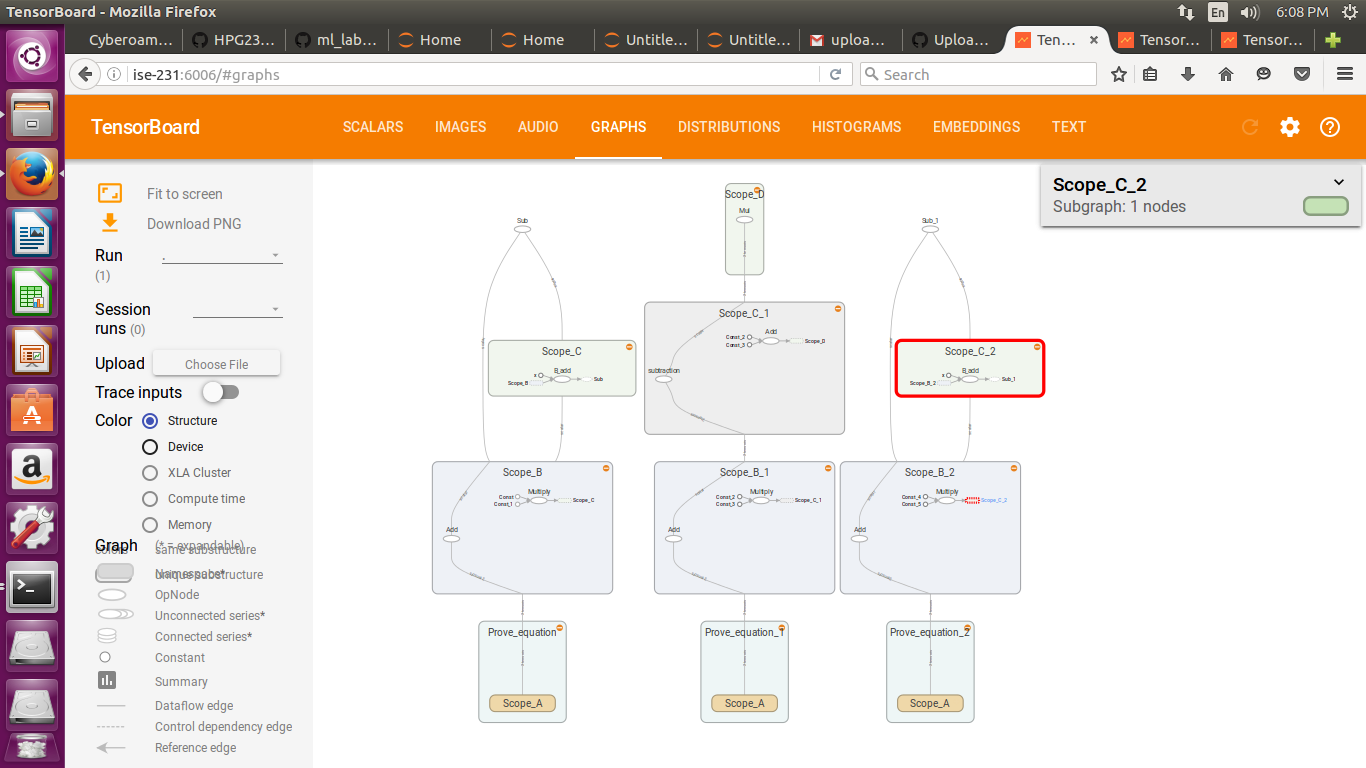 TensorBoard - Mozilla Firefox
En
6:08 PM
Cyberoam...
HPG23...
ml_lab...
Home
Home
Untitle...
Untitle...
uploa...
Uploa...
Ten...
Tensor...
Tensor...
ise-231:6006/#graphs
Search
TensorBoard
SCALARS
IMAGES
AUDIO
GRAPHS
DISTRIBUTIONS
HISTOGRAMS
EMBEDDINGS
TEXT
Fit to screen
Download PNG
Run
(1)
.
Session
runs (0)
Upload
Choose File
Trace inputs
Color
Structure
Device
XLA Cluster
Compute time
Memory
Graph
(* = expandable)
colors
same substructure
Namespace*
unique substructure
OpNode
Unconnected series*
Connected series*
Constant
Summary
Dataflow edge
Control dependency edge
Reference edge
Scope_C_2
Subgraph: 1 nodes
Scope_D
Mul
Sub
Sub_1
Scope_C_1
Add
Const_2
Const_3
Scope_D
subtraction
Scope_C
B_add
x
Scope_B
Sub
Scope_C_2
B_add
x
Scope_B_2
Sub_1
Scope_B
Multiply
Const
Const_1
Scope_C
Add
Scope_B_1
Multiply
Const_2
Const_3
Scope_C_1
Add
Scope_B_2
Multiply
Const_4
Const_5
Scope_C_2
Add
Prove_equation
Scope_A
Prove_equation_1
Scope_A
Prove_equation_2
Scope_A